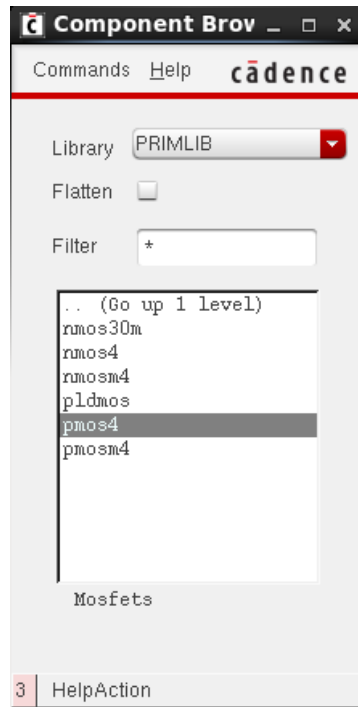 Component Brov
Commands Help cādence
Library PRIMLIB
Flatten
Filter *
.. (Go up 1 level)
nmos30m
nmos4
nmosm4
pldmos
pmos4
pmosm4
Mosfets
3 HelpAction